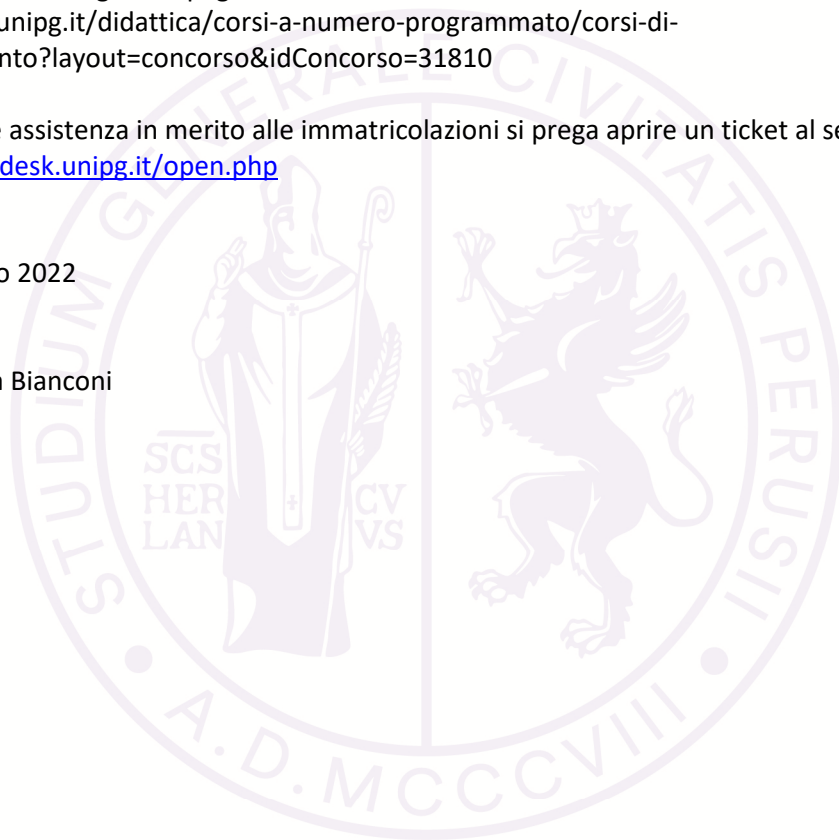 unipg.it/didattica/corsi-a-numero-programmato/corsi-di-
nto?layout=concorso&idConcorso=31810
e assistenza in merito alle immatricolazioni si prega aprire un ticket al se
desk.unipg.it/open.php
o 2022
Bianconi
STUDIUM GENERALE CIVITATIS PERUSII
SCS
HER
LAN
CV
VS
A.D. MCCCVIII